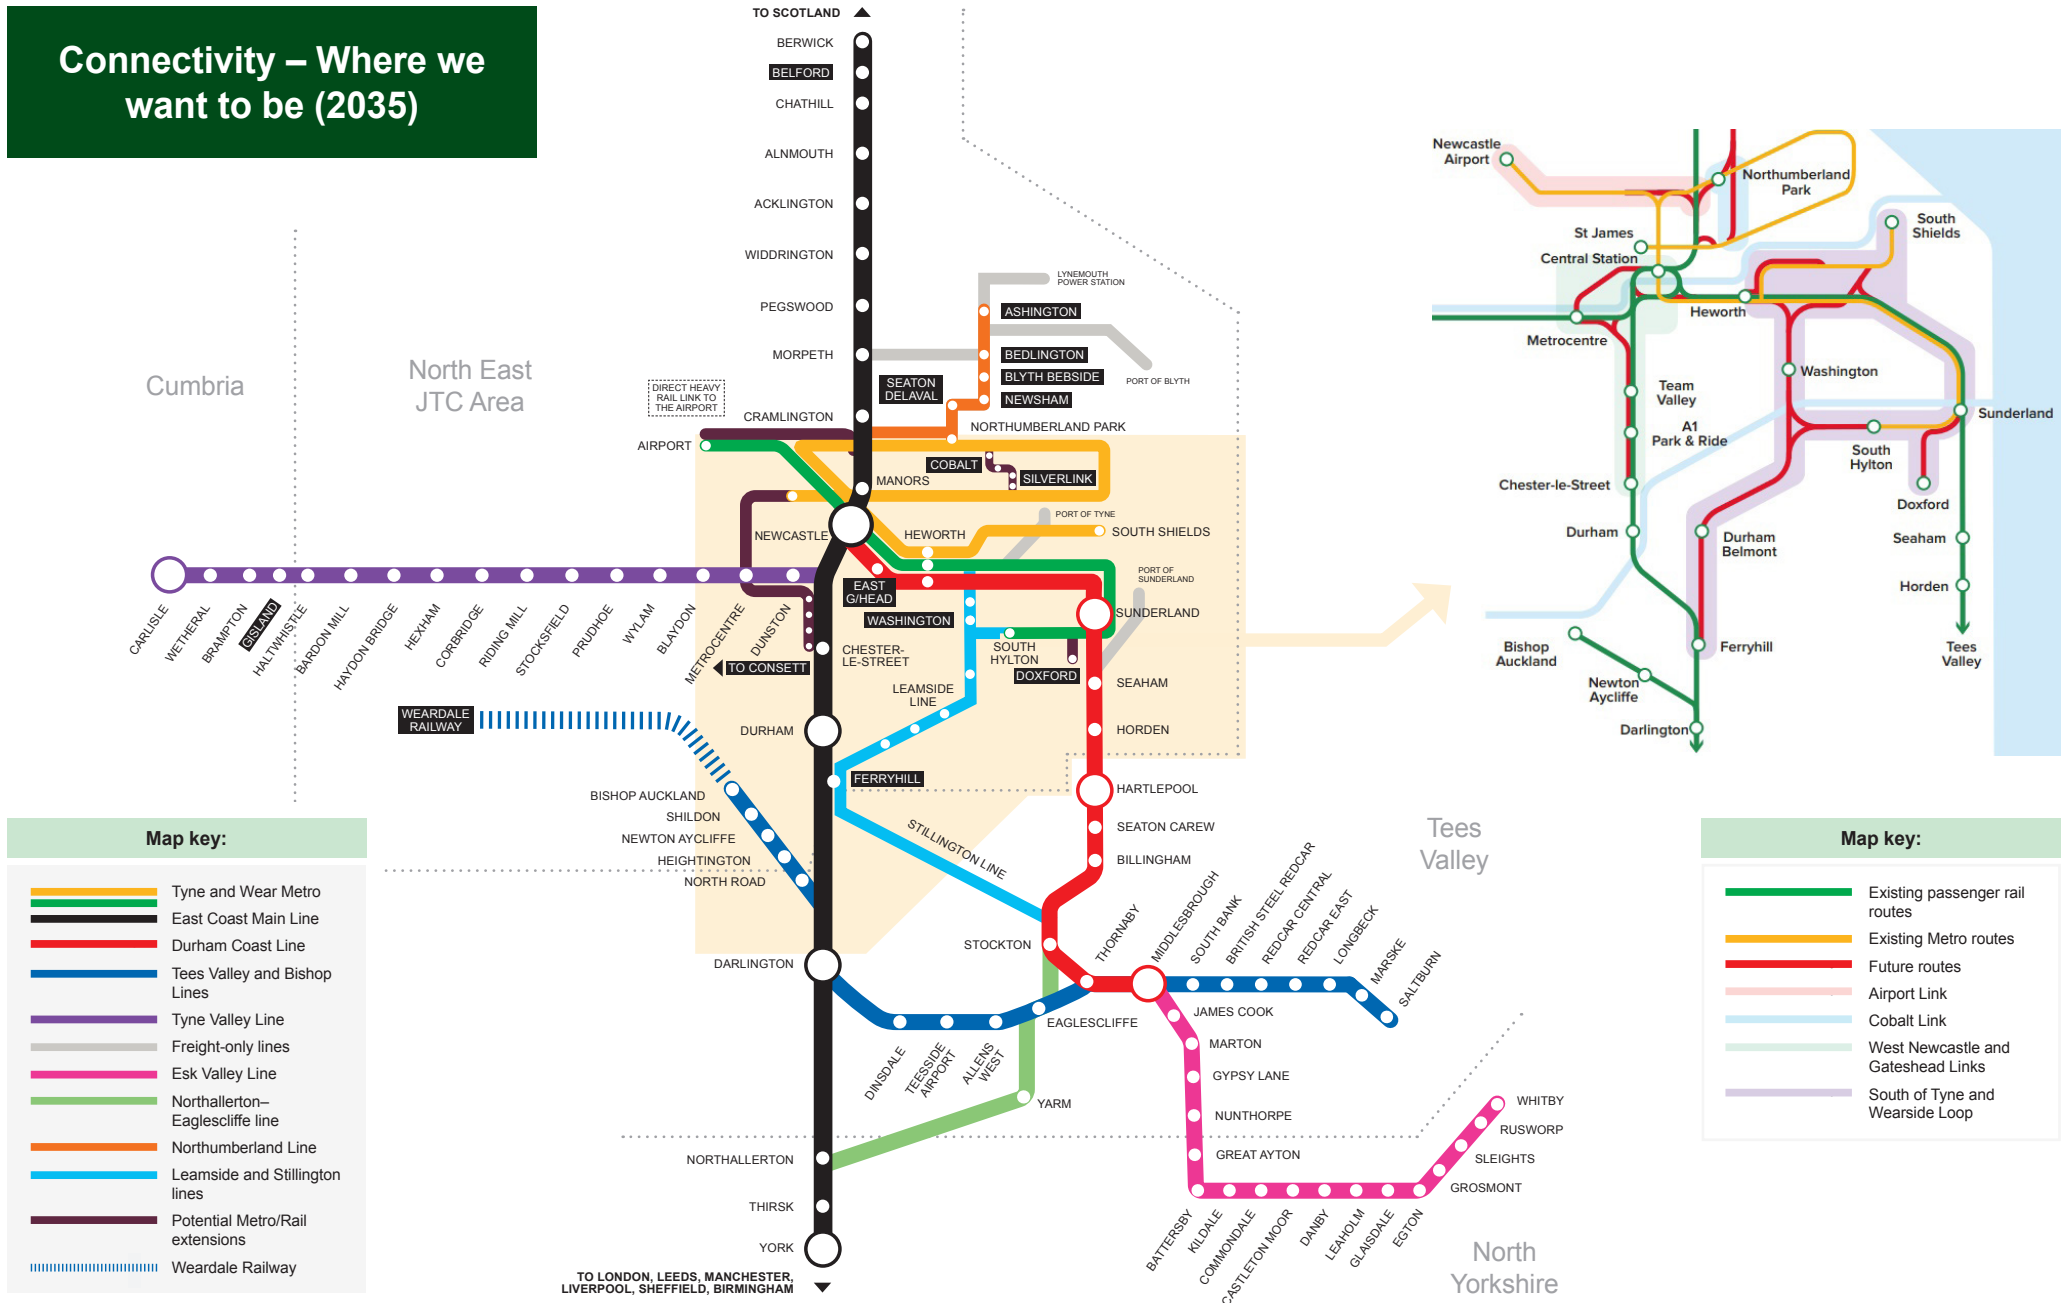 Connectivity – Where we
want to be (2035)
TO SCOTLAND
BERWICK
BELFORD
CHATHILL
ALNMOUTH
ACKLINGTON
WIDDRINGTON
PEGSWOOD
MORPETH
CRAMLINGTON
MANORS
NEWCASTLE
Cumbria
North East
JTC Area
DIRECT HEAVY
RAIL LINK TO
THE AIRPORT
AIRPORT
LYNEMOUTH
POWER STATION
ASHINGTON
BEDLINGTON
BLYTH BEBSIDE
NEWSHAM
SEATON
DELAVAL
PORT OF BLYTH
NORTHUMBERLAND PARK
COBALT
SILVERLINK
PORT OF TYNE
HEWORTH
SOUTH SHIELDS
EAST
G/HEAD
PORT OF
SUNDERLAND
SUNDERLAND
WASHINGTON
SOUTH
HYLTON
DOXFORD
LEAMSIDE
LINE
CARLISLE
WETHERAL
BRAMPTON
GISLAND
HALTWHISTLE
BARDON MILL
HAYDON BRIDGE
HEXHAM
CORBRIDGE
RIDING MILL
STOCKSFIELD
PRUDHOE
WYLAM
BLAYDON
METROCENTRE
DUNSTON
TO CONSETT
CHESTER-
LE-STREET
SEAHAM
WEARDALE
RAILWAY
DURHAM
HORDEN
FERRYHILL
HARTLEPOOL
BISHOP AUCKLAND
SHILDON
NEWTON AYCLIFFE
HEIGHTINGTON
NORTH ROAD
STILLINGTON LINE
SEATON CAREW
BILLINGHAM
Tees
Valley
STOCKTON
THORNABY
MIDDLESBROUGH
SOUTH BANK
BRITISH STEEL REDCAR
REDCAR CENTRAL
REDCAR EAST
LONGBECK
MARSKE
SALTBURN
DARLINGTON
DINSDALE
TEESSIDE
AIRPORT
ALLENS
WEST
EAGLESCLIFFE
YARM
JAMES COOK
MARTON
GYPSY LANE
NUNTHORPE
GREAT AYTON
BATTERSBY
KILDALE
COMMONDALE
CASTLETON MOOR
DANBY
LEAHOLM
GLAISDALE
EGTON
GROSMONT
SLEIGHTS
RUSWORP
WHITBY
NORTHALLERTON
THIRSK
YORK
TO LONDON, LEEDS, MANCHESTER,
LIVERPOOL, SHEFFIELD, BIRMINGHAM
North
Yorkshire
Map key:
Tyne and Wear Metro
East Coast Main Line
Durham Coast Line
Tees Valley and Bishop
Lines
Tyne Valley Line
Freight-only lines
Esk Valley Line
Northallerton–
Eaglescliffe line
Northumberland Line
Leamside and Stillington
lines
Potential Metro/Rail
extensions
Weardale Railway
Newcastle
Airport
Northumberland
Park
St James
Central Station
South
Shields
Heworth
Metrocentre
Washington
Team
Valley
A1
Park & Ride
Sunderland
South
Hylton
Chester-le-Street
Doxford
Durham
Durham
Belmont
Seaham
Horden
Bishop
Auckland
Ferryhill
Tees
Valley
Newton
Aycliffe
Darlington
Map key:
Existing passenger rail
routes
Existing Metro routes
Future routes
Airport Link
Cobalt Link
West Newcastle and
Gateshead Links
South of Tyne and
Wearside Loop